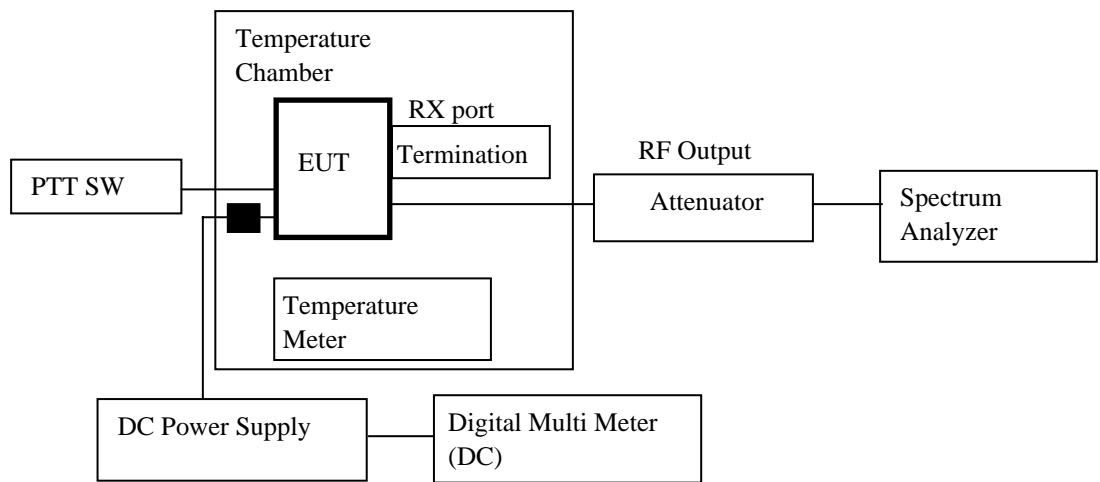 Temperature
Chamber
RX port
EUT
Termination
RF Output
PTT SW
Attenuator
Spectrum
Analyzer
Temperature
Meter
DC Power Supply
Digital Multi Meter
(DC)